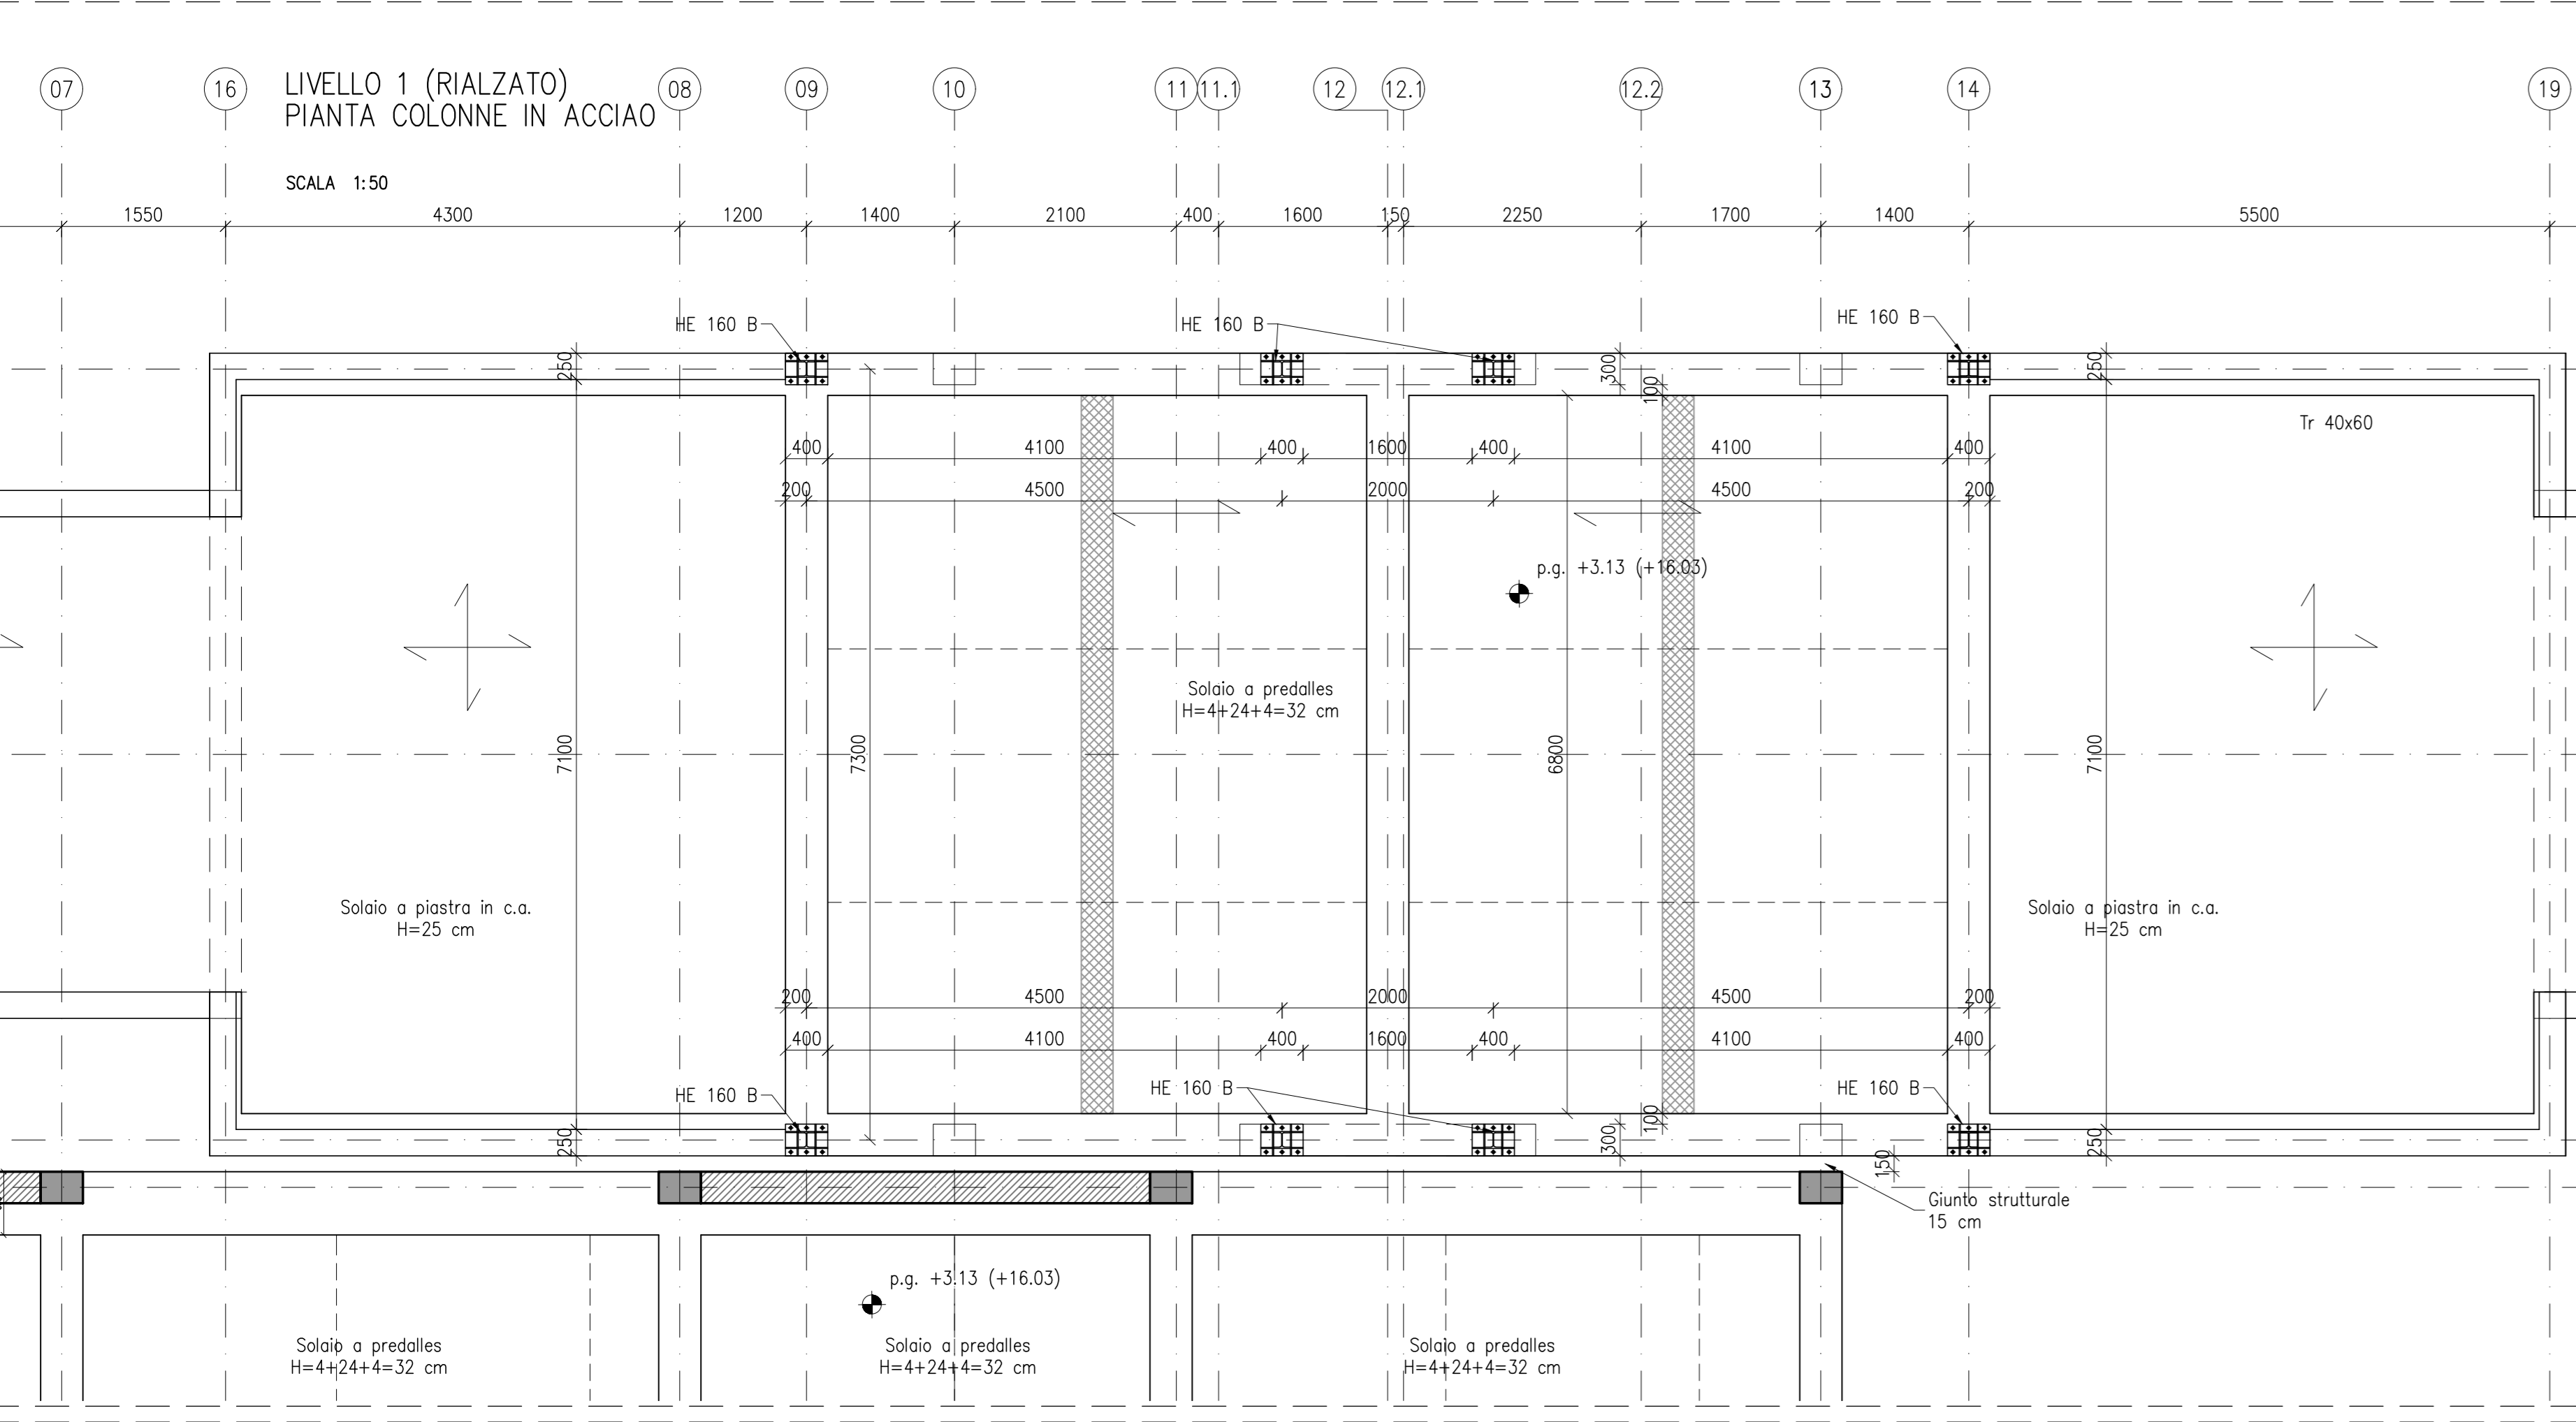 07 16 08 09 10 11 11.1 12 12.1 12.2 13 14 19
LIVELLO 1 (RIALZATO)
PIANTA COLONNE IN ACCIAO
SCALA 1:50
1550 4300 1200 1400 2100 400 1600 150 2250 1700 1400 5500
HE 160 B HE 160 B HE 160 B
250 300 100 250
Tr 40x60
400 4100 400 1600 400 4100 400
200 4500 2000 4500 200
p.g. +3.13 (+16.03)
Solaio a predalles
H=4+24+4=32 cm
7100 7300 6800 7100
Solaio a piastra in c.a.
H=25 cm
Solaio a piastra in c.a.
H=25 cm
200 4500 2000 4500 200
400 4100 400 1600 400 4100 400
HE 160 B HE 160 B HE 160 B
250 300 100 250
150
Giunto strutturale
15 cm
p.g. +3.13 (+16.03)
Solaio a predalles
H=4+24+4=32 cm
Solaio a predalles
H=4+24+4=32 cm
Solaio a predalles
H=4+24+4=32 cm